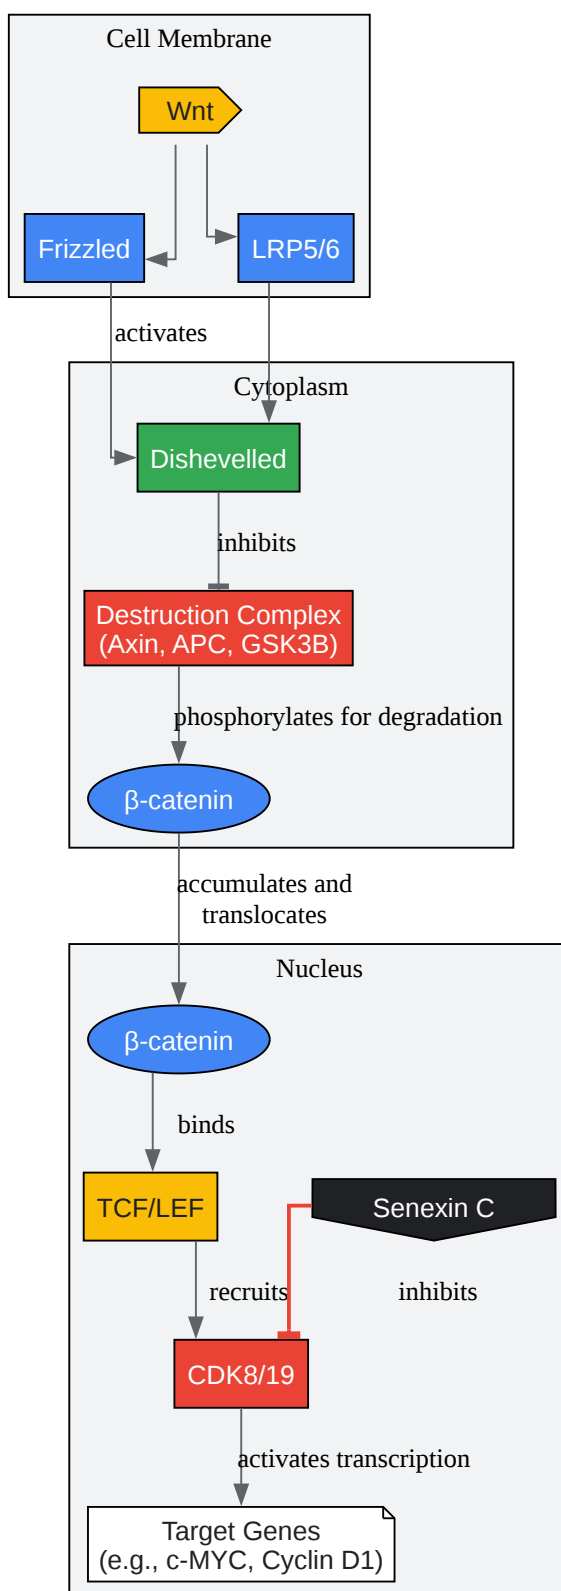 Cell Membrane
Wnt
Frizzled
LRP5/6
activates
Cytoplasm
Dishevelled
inhibits
Destruction Complex
(Axin, APC, GSK3B)
phosphorylates for degradation
β-catenin
accumulates and
translocates
Nucleus
β-catenin
binds
TCF/LEF
Senexin C
recruits
inhibits
CDK8/19
activates transcription
Target Genes
(e.g., c-MYC, Cyclin D1)